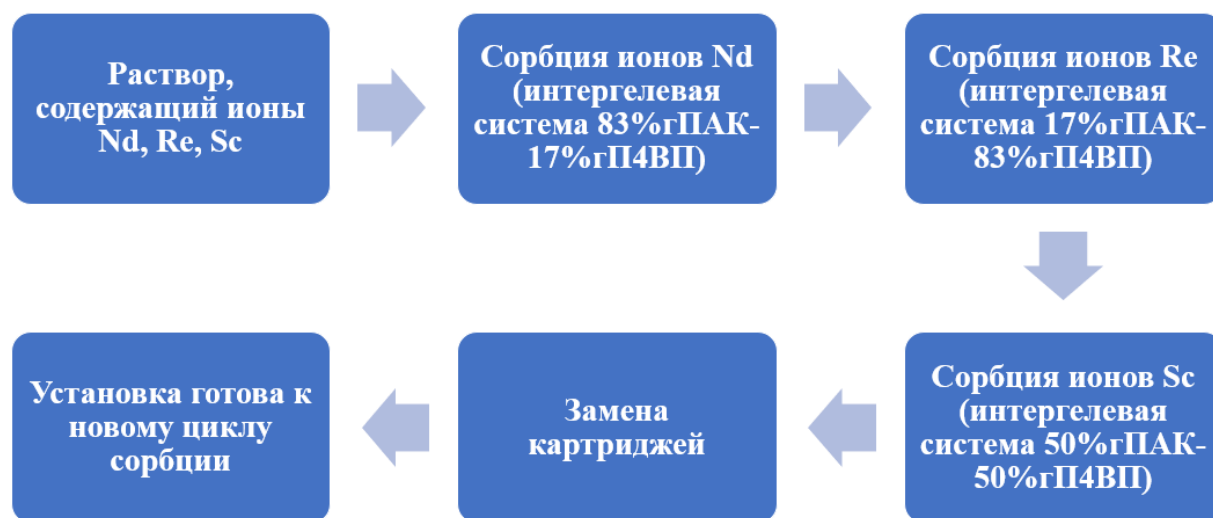 Раствор,
содержащий ионы
Nd, Re, Sc
Сорбция ионов Nd
(интергелевая
система 83%гПАК-
17%гП4ВП)
Сорбция ионов Re
(интергелевая
система 17%гПАК-
83%гП4ВП)
Сорбция ионов Sc
(интергелевая
система 50%гПАК-
50%гП4ВП)
Замена
картриджей
Установка готова к
новому циклу
сорбции